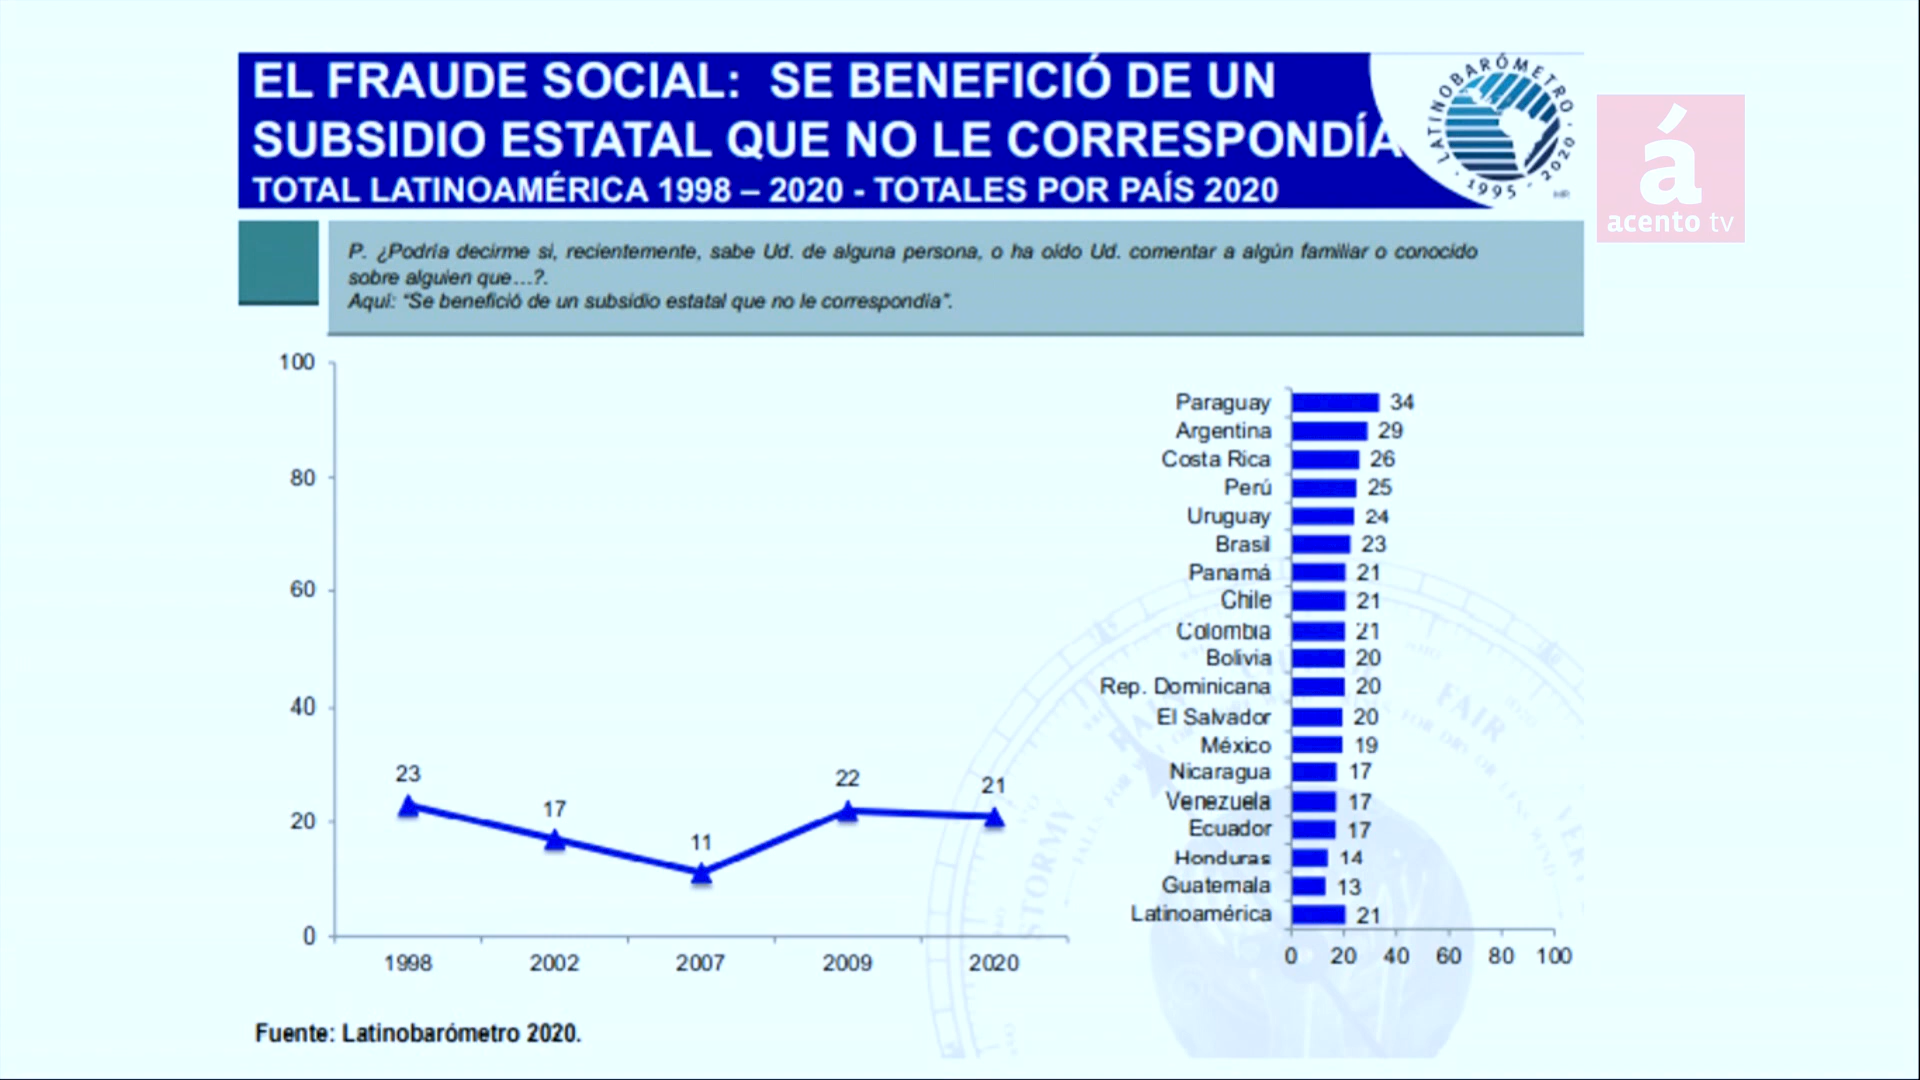 EL FRAUDE SOCIAL: SE BENEFICIÓ DE UN
SUBSIDIO ESTATAL QUE NO LE CORRESPONDÍA
TOTAL LATINOAMÉRICA 1998 – 2020 - TOTALES POR PAÍS 2020
LATINOBARÓMETRO · 1995 - 2020 ·
á
acento tv
P. ¿Podría decirme si, recientemente, sabe Ud. de alguna persona, o ha oído Ud. comentar a algún familiar o conocido
sobre alguien que...?.
Aquí: “Se benefició de un subsidio estatal que no le correspondía”.
100
80
60
40
20
0
23
17
11
22
21
1998
2002
2007
2009
2020
Paraguay 34
Argentina 29
Costa Rica 26
Perú 25
Uruguay 24
Brasil 23
Panamá 21
Chile 21
Colombia 21
Bolivia 20
Rep. Dominicana 20
El Salvador 20
México 19
Nicaragua 17
Venezuela 17
Ecuador 17
Honduras 14
Guatemala 13
Latinoamérica 21
0 20 40 60 80 100
STORMY
FAIR
Fuente: Latinobarómetro 2020.